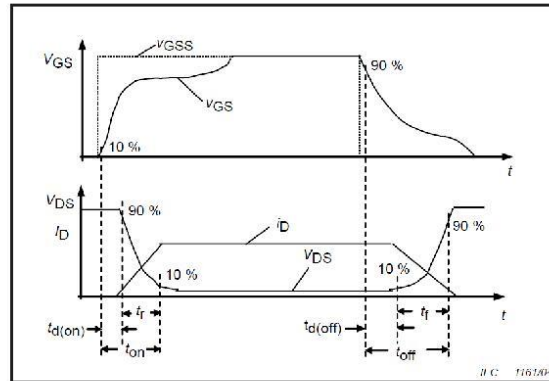 vGSS
VGS
90 %
vGS
10 %
t
VDS
90 %
ID
iD
VDS
90 %
10 %
10 %
tr
tf
t
td(on)
td(off)
ton
toff
IEC